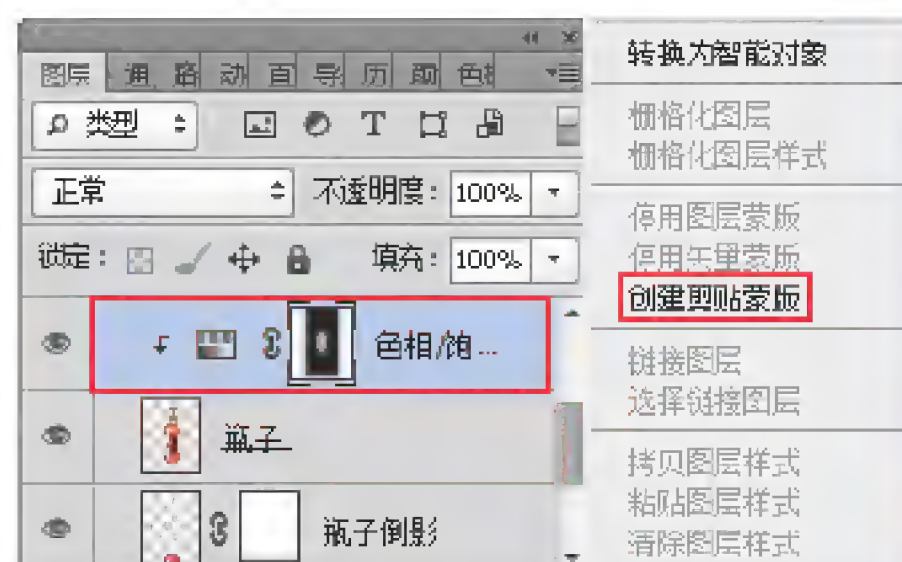 图层 通 路 动 直 导 历 颜 色
类型
正常 不透明度: 100%
锁定: 填充: 100%
色相/饱...
瓶子
瓶子倒影
转换为智能对象
栅格化图层
栅格化图层样式
停用图层蒙版
停用矢量蒙版
创建剪贴蒙版
链接图层
选择链接图层
拷贝图层样式
粘贴图层样式
清除图层样式